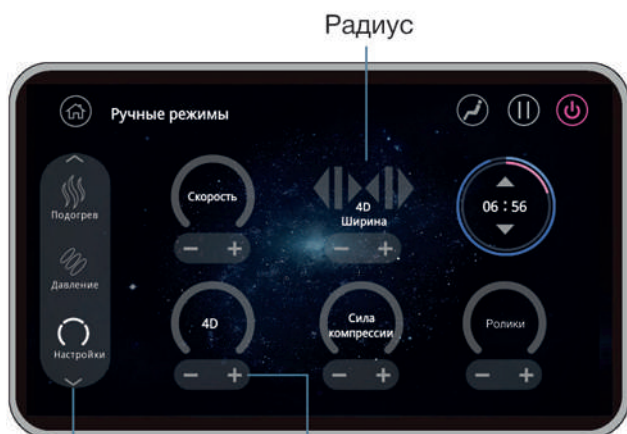 Радиус
Ручные режимы
Подогрев
Давление
Настройки
Скорость
4D
Ширина
06 : 56
4D
Сила
компрессии
Ролики